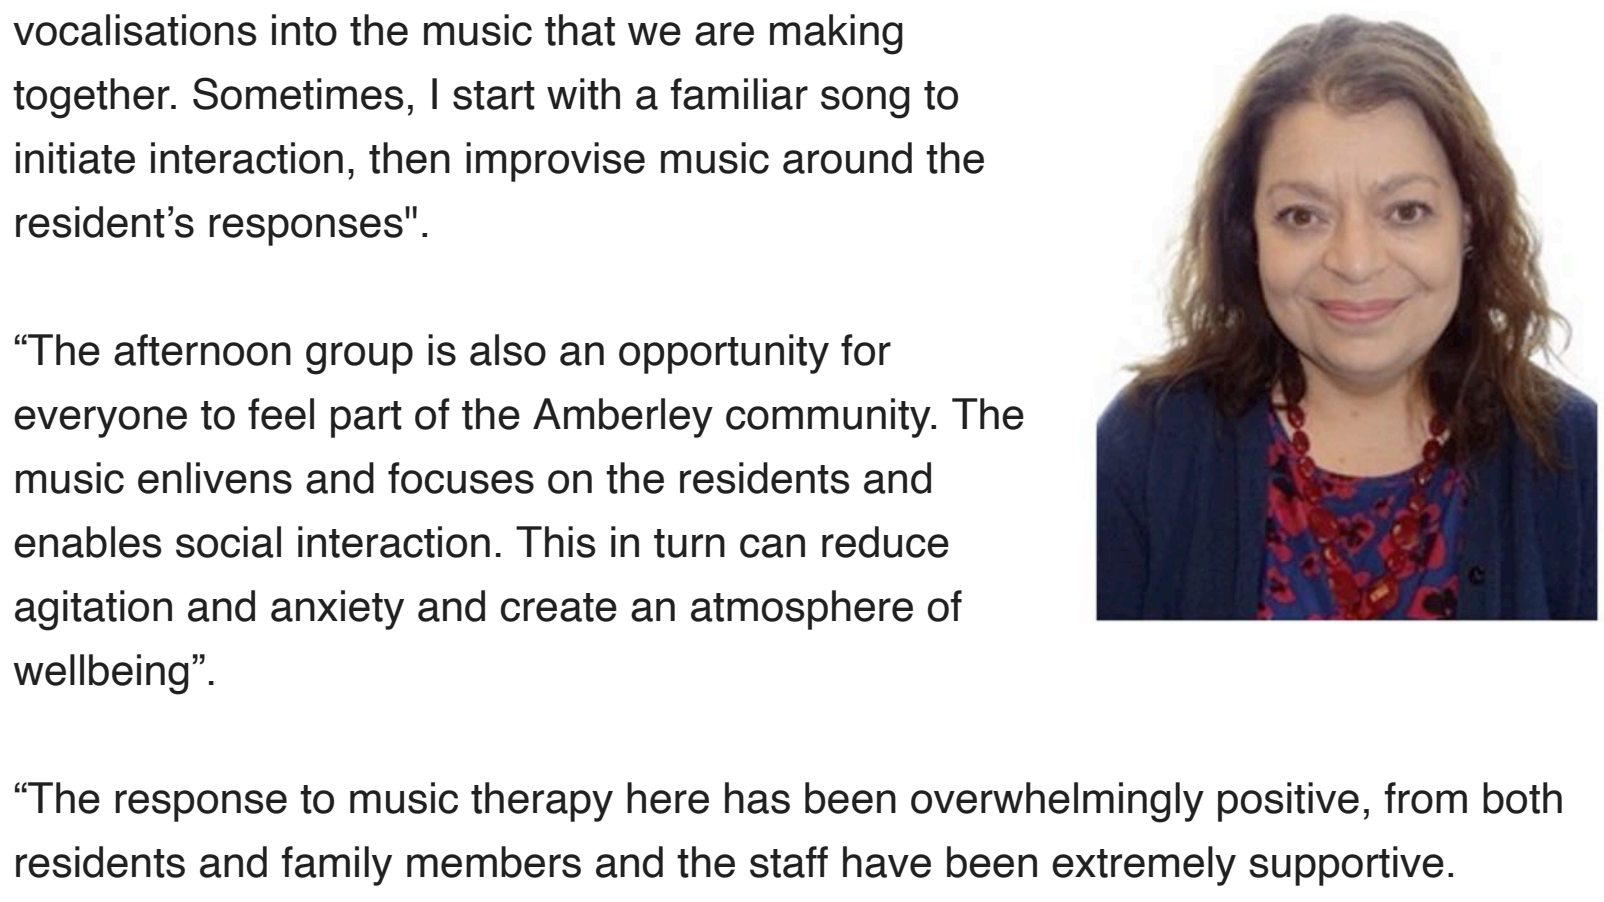 vocalisations into the music that we are making
together. Sometimes, I start with a familiar song to
initiate interaction, then improvise music around the
resident’s responses".
“The afternoon group is also an opportunity for
everyone to feel part of the Amberley community. The
music enlivens and focuses on the residents and
enables social interaction. This in turn can reduce
agitation and anxiety and create an atmosphere of
wellbeing”.
“The response to music therapy here has been overwhelmingly positive, from both
residents and family members and the staff have been extremely supportive.